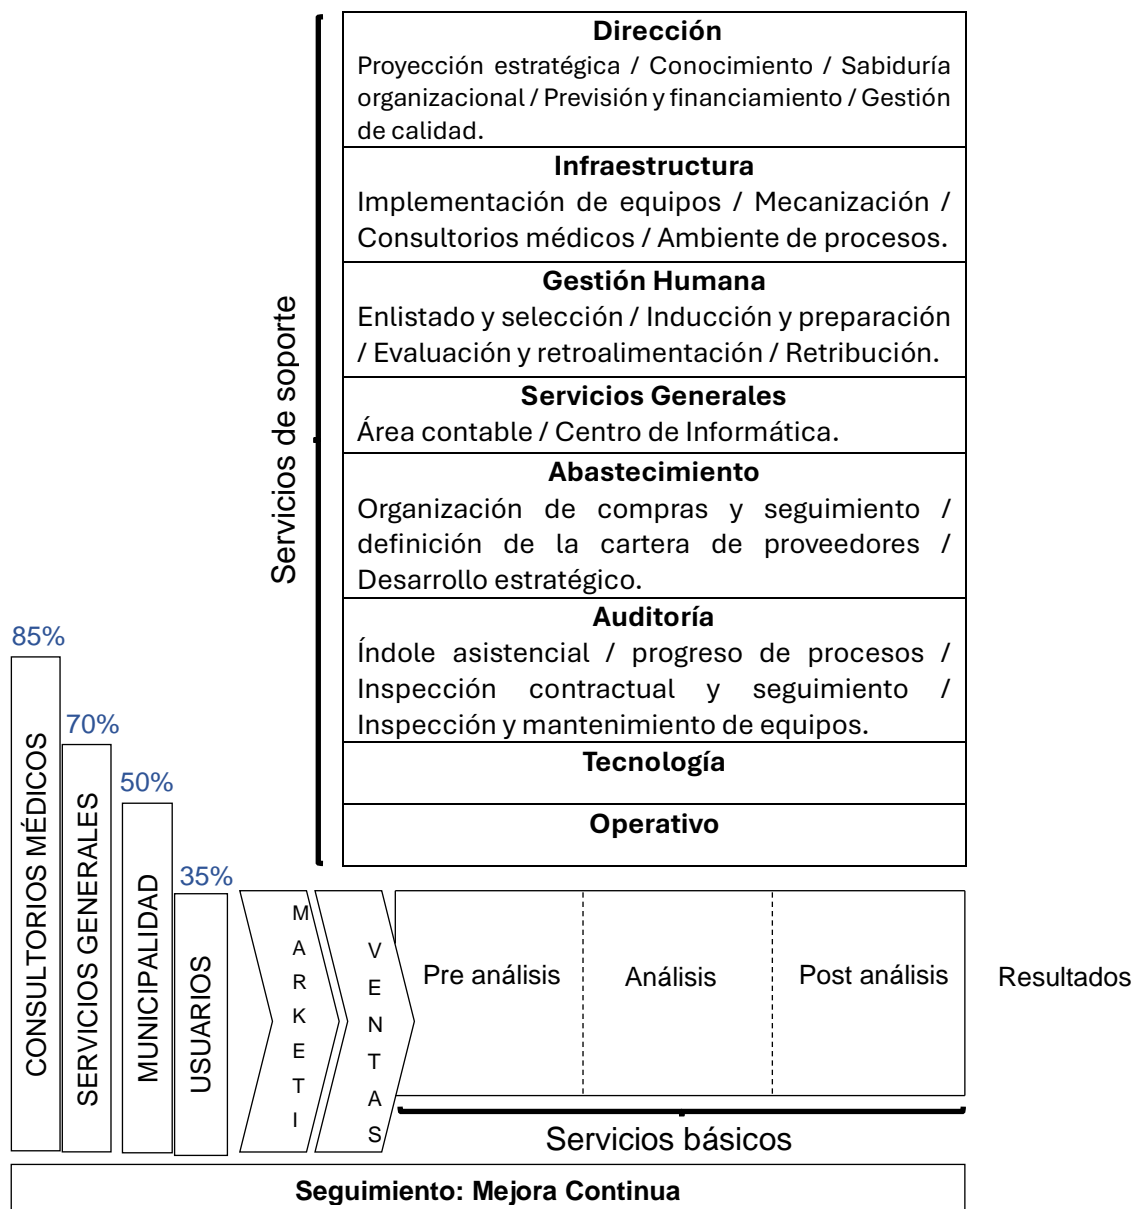 Dirección
Proyección estratégica / Conocimiento / Sabiduría
organizacional / Previsión y financiamiento / Gestión
de calidad.
Infraestructura
Implementación de equipos / Mecanización /
Consultorios médicos / Ambiente de procesos.
Gestión Humana
Enlistado y selección / Inducción y preparación
/ Evaluación y retroalimentación / Retribución.
Servicios Generales
Área contable / Centro de Informática.
Abastecimiento
Organización de compras y seguimiento /
definición de la cartera de proveedores /
Desarrollo estratégico.
Auditoría
Índole asistencial / progreso de procesos /
Inspección contractual y seguimiento /
Inspección y mantenimiento de equipos.
Tecnología
Operativo
Servicios de soporte
85%
CONSULTORIOS MÉDICOS
70%
SERVICIOS GENERALES
50%
MUNICIPALIDAD
35%
USUARIOS
MARKETI
VENTAS
Pre análisis
Análisis
Post análisis
Resultados
Servicios básicos
Seguimiento: Mejora Continua